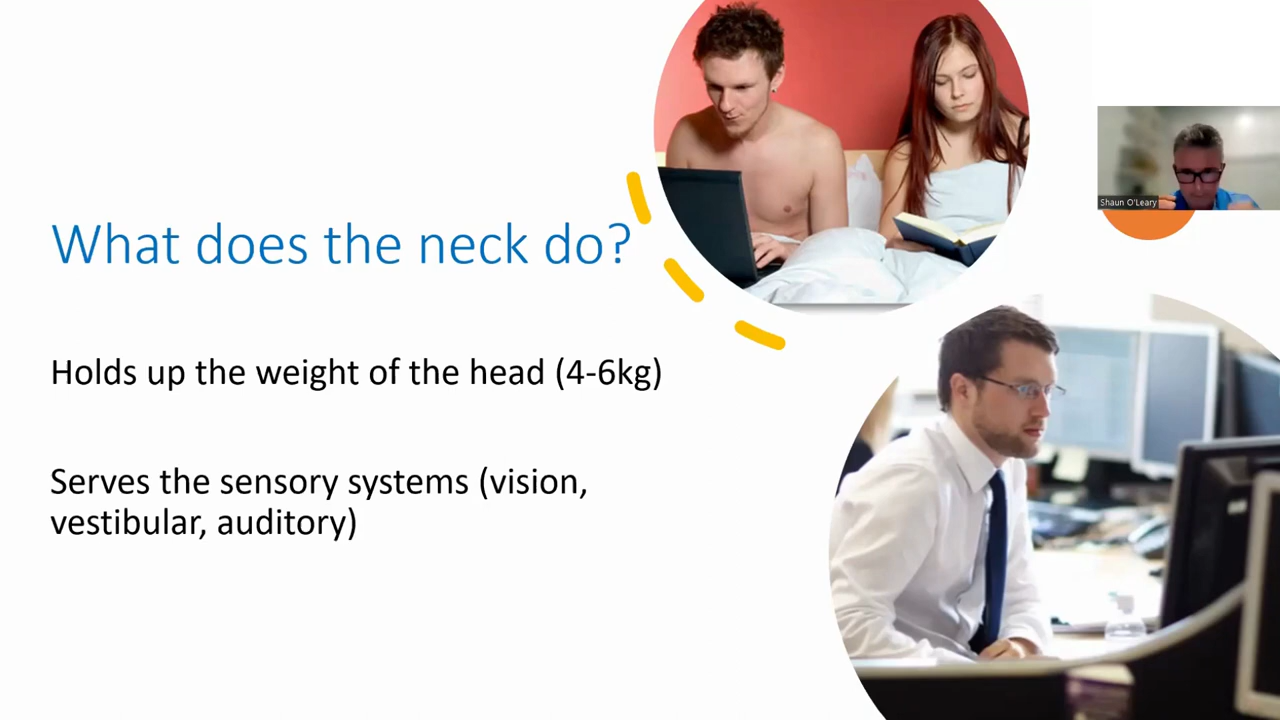 What does the neck do?
Holds up the weight of the head (4-6kg)
Serves the sensory systems (vision,
vestibular, auditory)
Shaun O'Leary